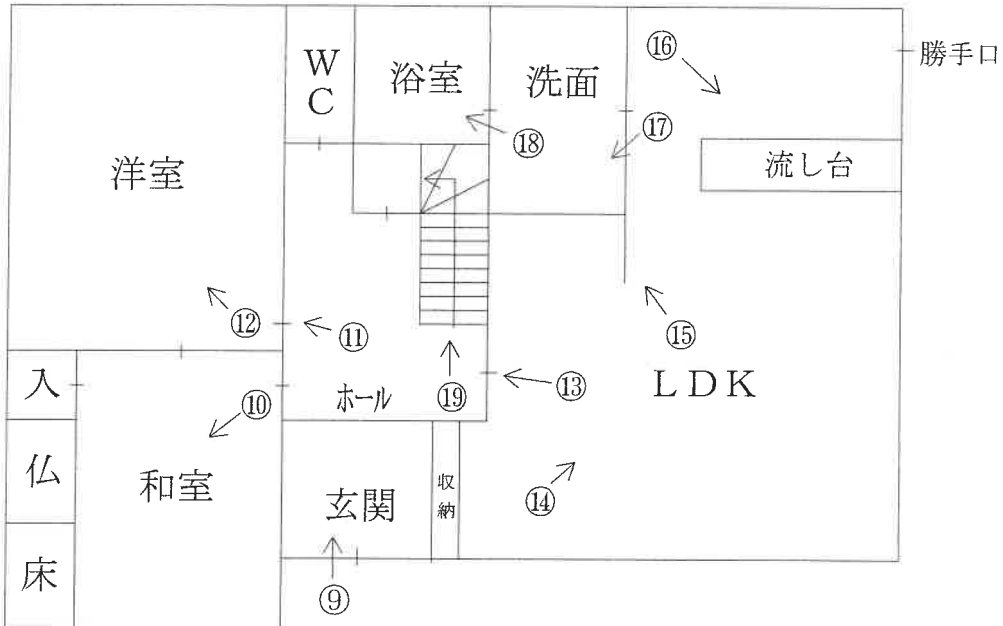 WC
浴室
洗面
⑯
勝手口
⑰
⑱
流し台
洋室
⑫
⑪
⑮
⑬
LDK
入
⑩
ホール
⑲
仏
和室
玄関
収納
⑭
床
⑨